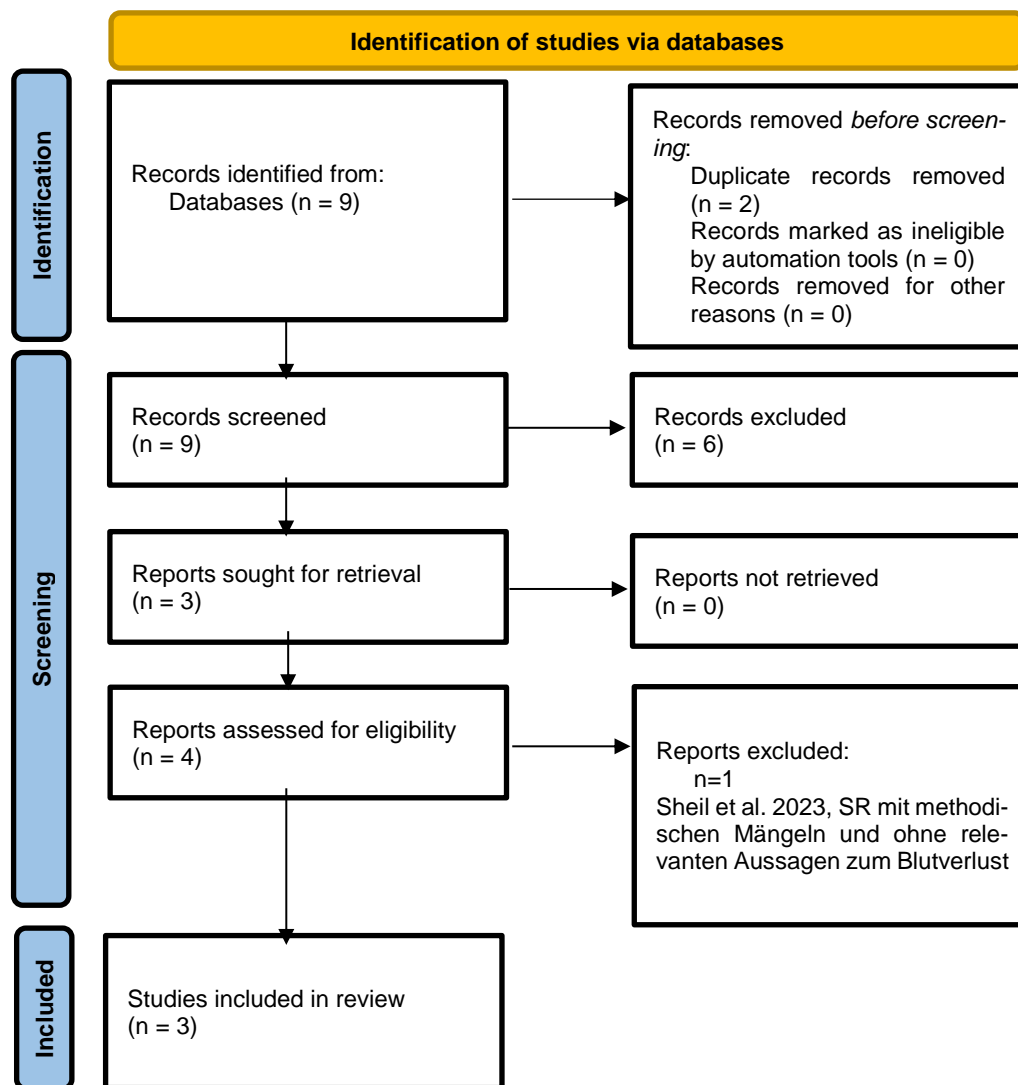 Identification of studies via databases
Identification
Records identified from:
Databases (n = 9)
Records removed before screen-
ing:
Duplicate records removed
(n = 2)
Records marked as ineligible
by automation tools (n = 0)
Records removed for other
reasons (n = 0)
Screening
Records screened
(n = 9)
Records excluded
(n = 6)
Reports sought for retrieval
(n = 3)
Reports not retrieved
(n = 0)
Reports assessed for eligibility
(n = 4)
Reports excluded:
n=1
Sheil et al. 2023, SR mit methodi-
schen Mängeln und ohne rele-
vanten Aussagen zum Blutverlust
Included
Studies included in review
(n = 3)